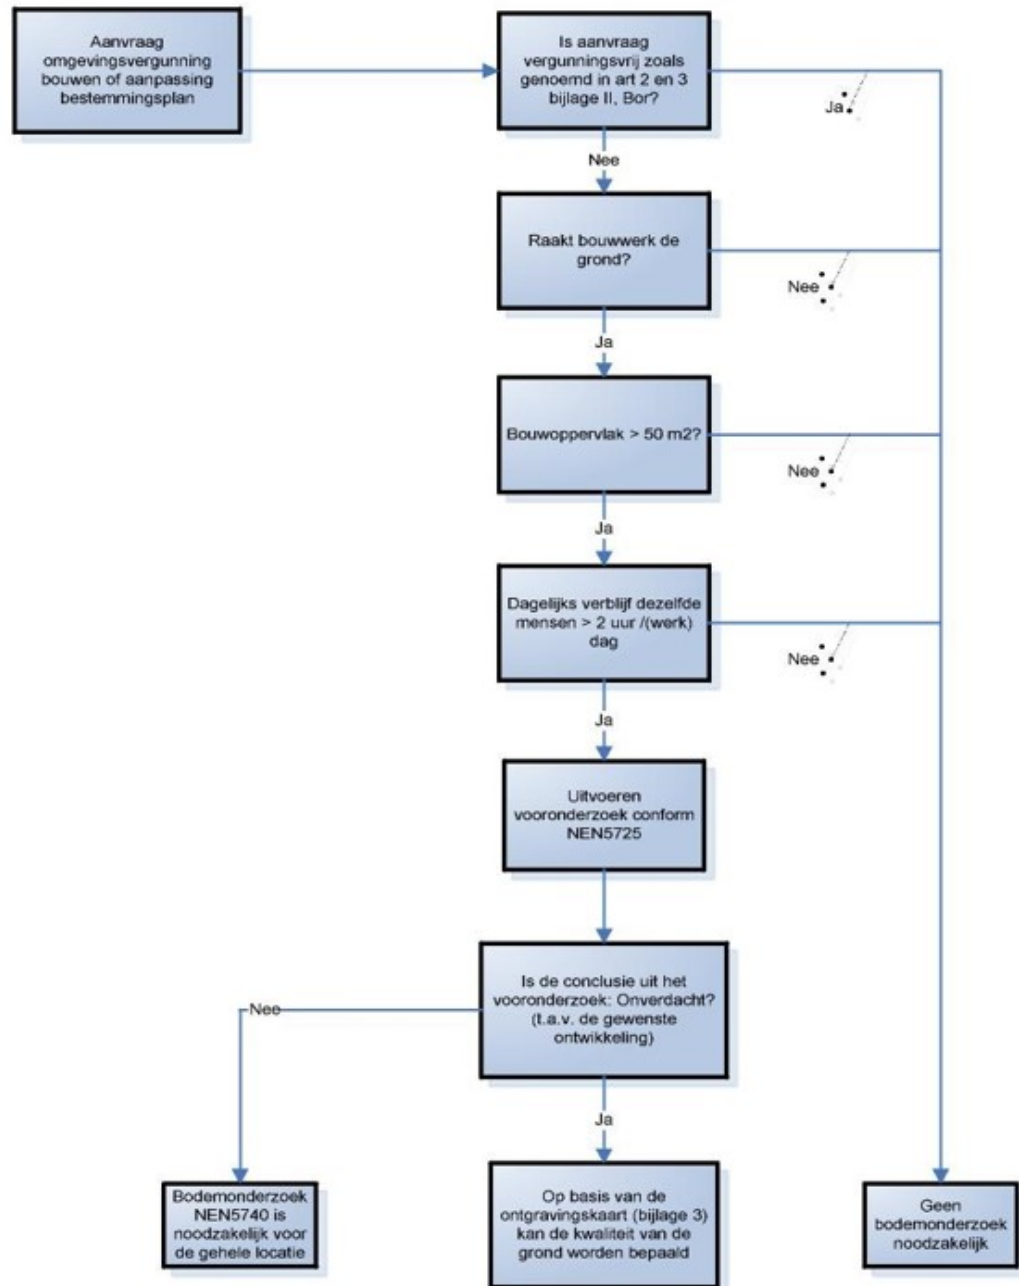 Aanvraag
omgevingsvergunning
bouwen of aanpassing
bestemmingsplan
Is aanvraag
vergunningsvrij zoals
genoemd in art 2 en 3
bijlage II, Bor?
Ja
Nee
Raakt bouwwerk de
grond?
Nee
Ja
Bouwoppervlak > 50 m2?
Nee
Ja
Dagelijks verblijf dezelfde
mensen > 2 uur /(werk)
dag
Nee
Ja
Uitvoeren
vooronderzoek conform
NEN5725
Is de conclusie uit het
vooronderzoek: Onverdacht?
(t.a.v. de gewenste
ontwikkeling)
Nee
Ja
Bodemonderzoek
NEN5740 is
noodzakelijk voor
de gehele locatie
Op basis van de
ontgravingskaart (bijlage 3)
kan de kwaliteit van de
grond worden bepaald
Geen
bodemonderzoek
noodzakelijk